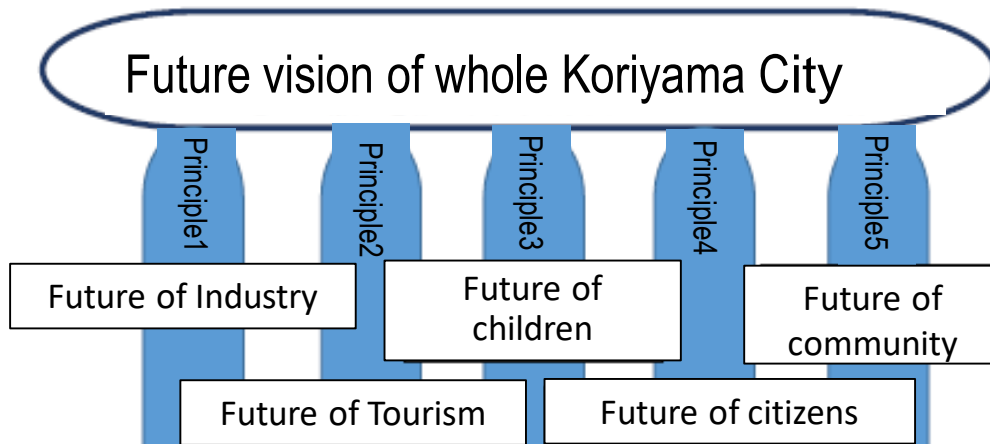 Future vision of whole Koriyama City
Principle1
Principle2
Principle3
Principle4
Principle5
Future of Industry
Future of Tourism
Future of
children
Future of citizens
Future of
community